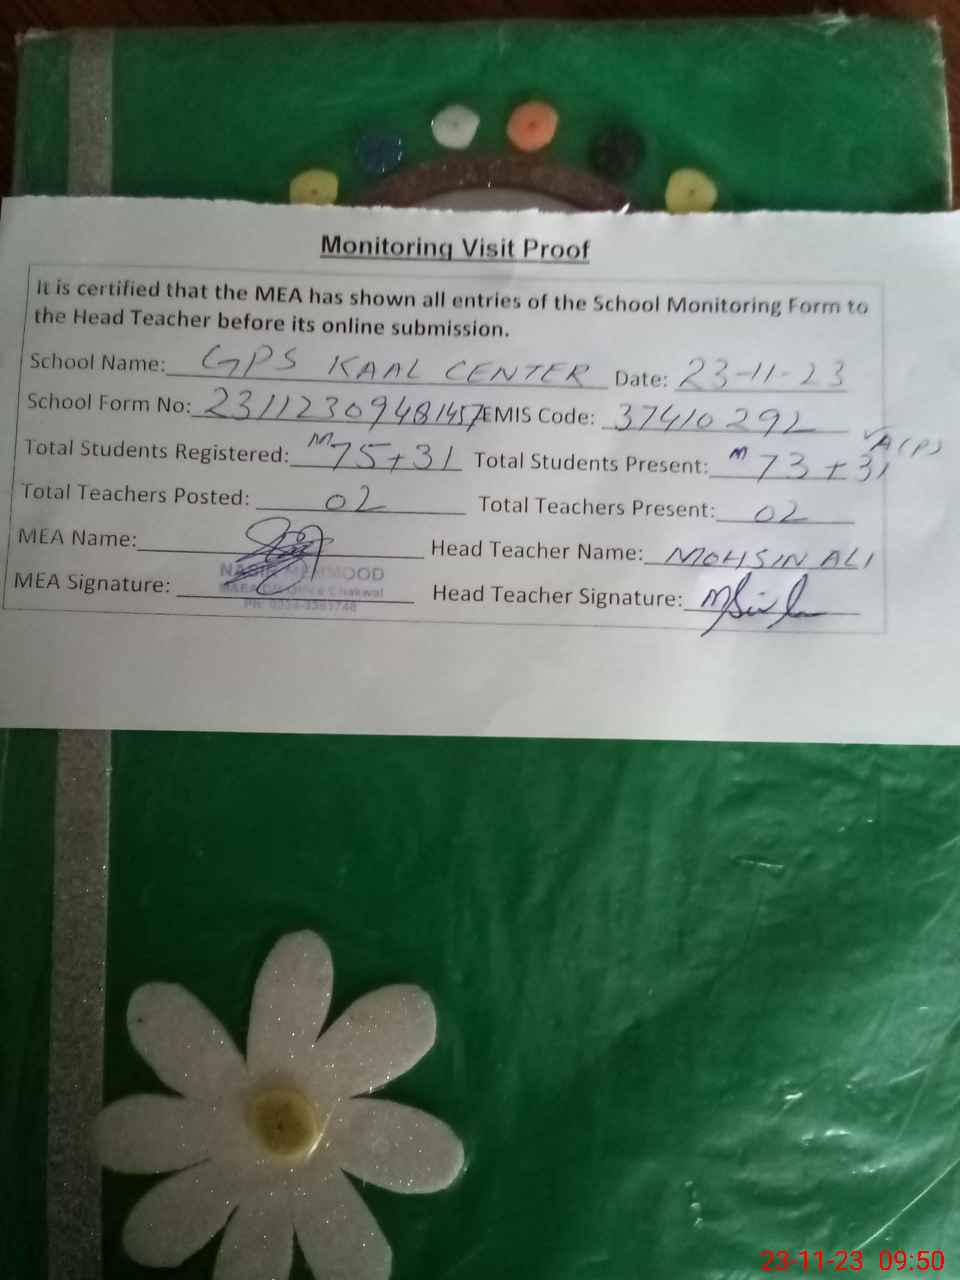 Monitoring Visit Proof
It is certified that the MEA has shown all entries of the School Monitoring Form to
the Head Teacher before its online submission.
School Name: GPS KAAL CENTER Date: 23-11-23
School Form No: 231123094811457 EMIS Code: 37410292
Total Students Registered: M 75+31 Total Students Present: M 73+31
Total Teachers Posted: 02 Total Teachers Present: 02
MEA Name: Head Teacher Name: MOHSIN ALI
MEA Signature: Head Teacher Signature:
MEHMOOD
Office Chakwal
23-11-23 09:50